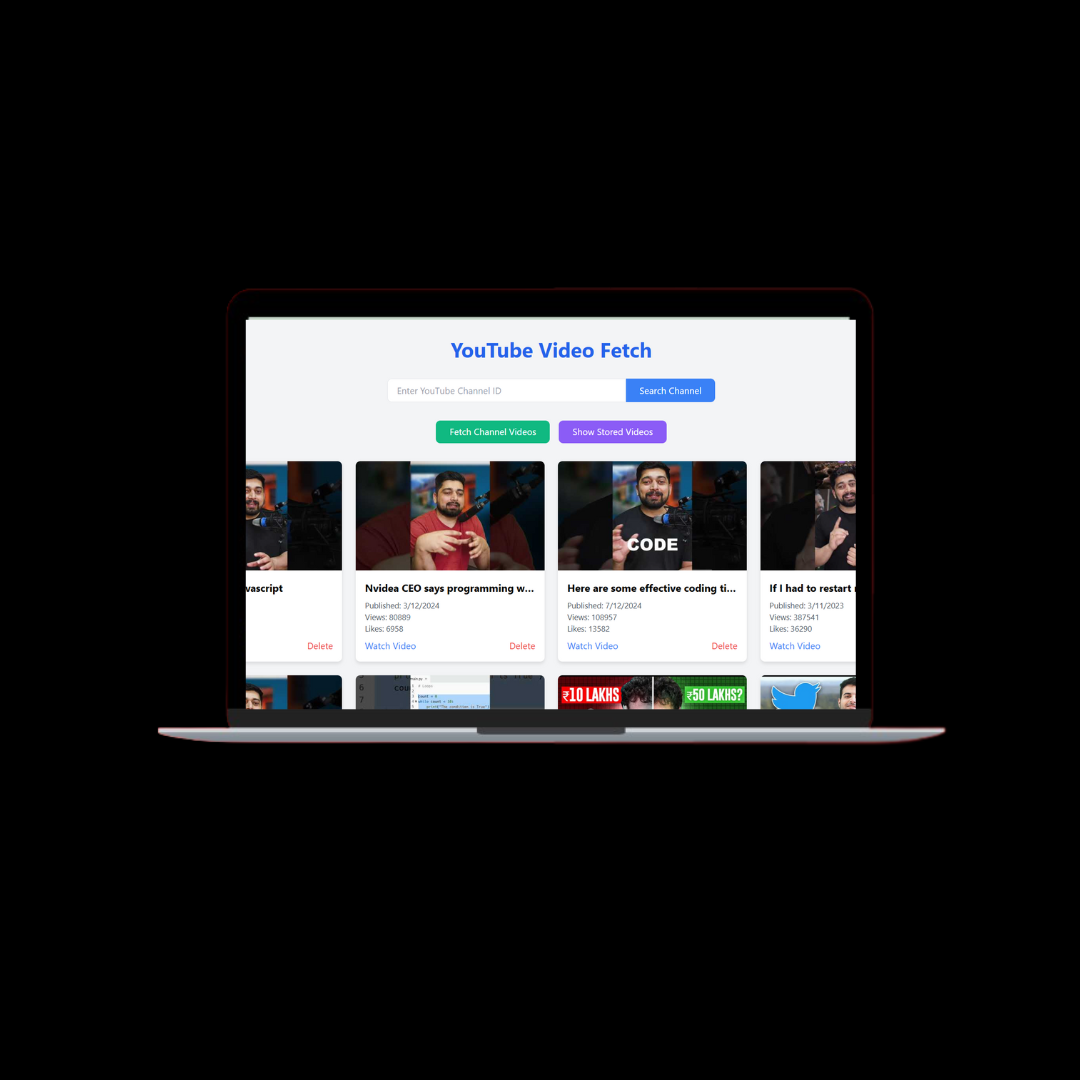 YouTube Video Fetch
Enter YouTube Channel ID
Search Channel
Fetch Channel Videos
Show Stored Videos
CODE
vascript
Delete
Nvidea CEO says programming w...
Published: 3/12/2024
Views: 80889
Likes: 6958
Watch Video
Delete
Here are some effective coding ti...
Published: 7/12/2024
Views: 108957
Likes: 13582
Watch Video
Delete
If I had to restart
Published: 3/11/2023
Views: 387541
Likes: 36290
Watch Video
6
7
cou
₹10 LAKHS
₹50 LAKHS?